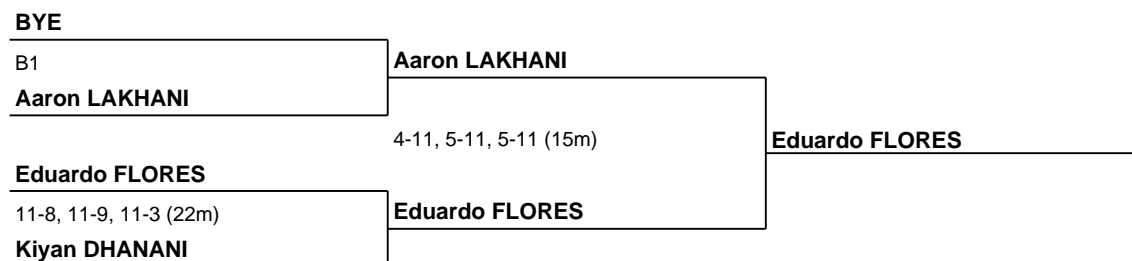 BYE
B1
Aaron LAKHANI
Aaron LAKHANI
4-11, 5-11, 5-11 (15m)
Eduardo FLORES
Eduardo FLORES
11-8, 11-9, 11-3 (22m)
Eduardo FLORES
Kiyan DHANANI